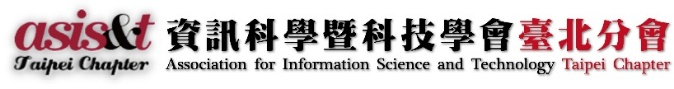 asis&t
Taipei Chapter
資訊科學暨科技學會臺北分會
Association for Information Science and Technology Taipei Chapter